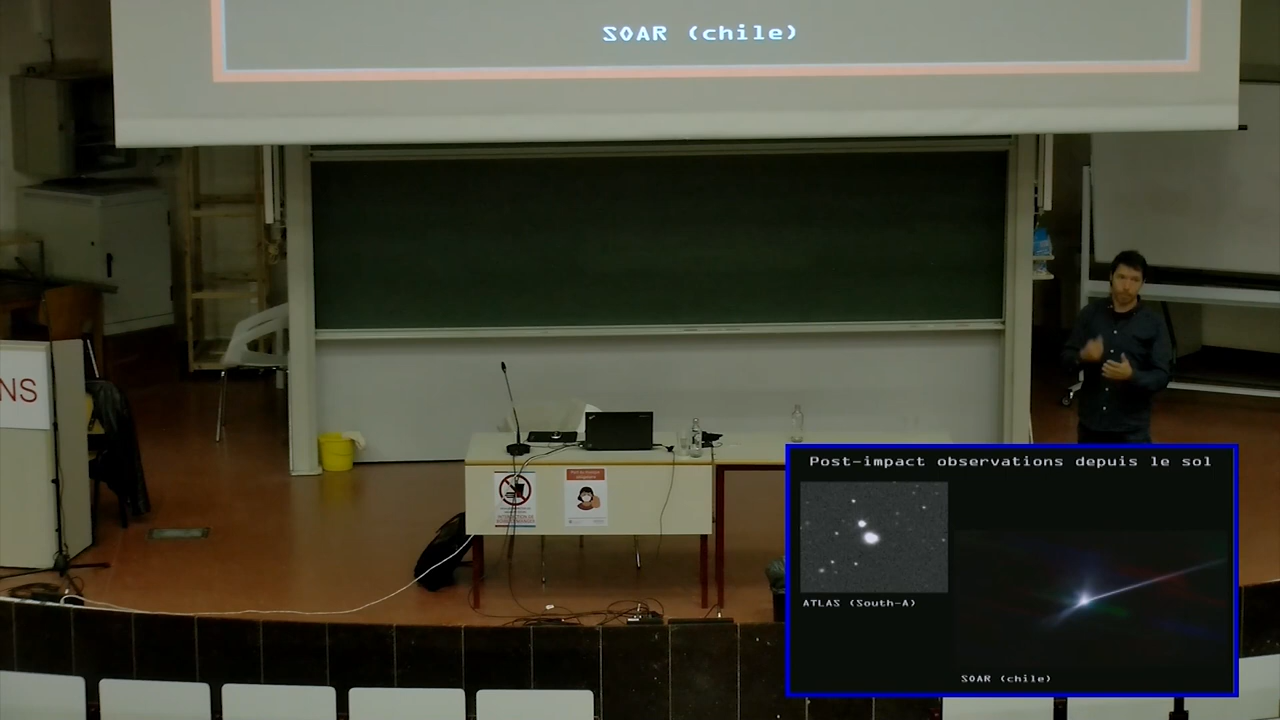 SOAR (chile)
NS
Post-impact observations depuis le sol
ATLAS (South-A)
SOAR (chile)